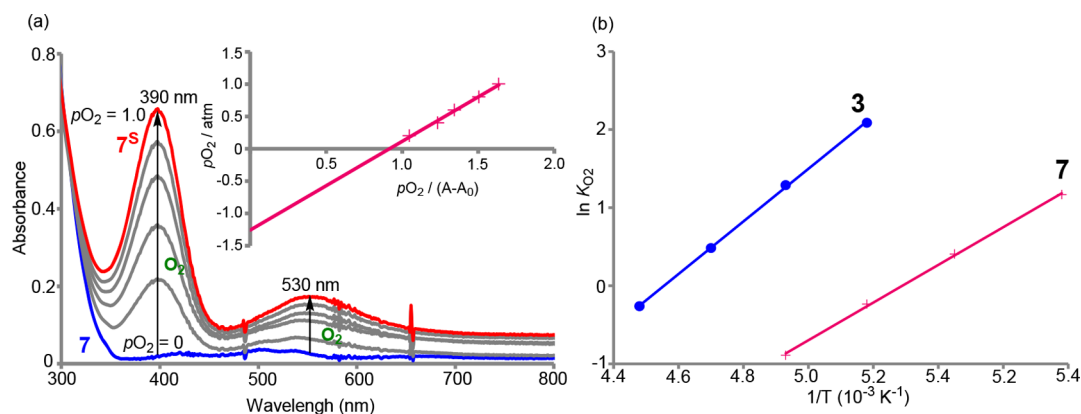 (a)
0.8
0.6
0.4
0.2
0
Absorbance
300
400
500
600
700
800
Wavelengh (nm)
390 nm
pO2 = 1.0
7S
O2
7
pO2 = 0
530 nm
O2
1.5
1.0
0.5
0
-0.5
-1.0
-1.5
pO2 / atm
0.5
1.0
1.5
2.0
pO2 / (A-A0)
(b)
3
2
1
0
-1
ln KO2
4.4
4.6
4.8
5.0
5.2
5.4
5.4
1/T (10-3 K-1)
3
7